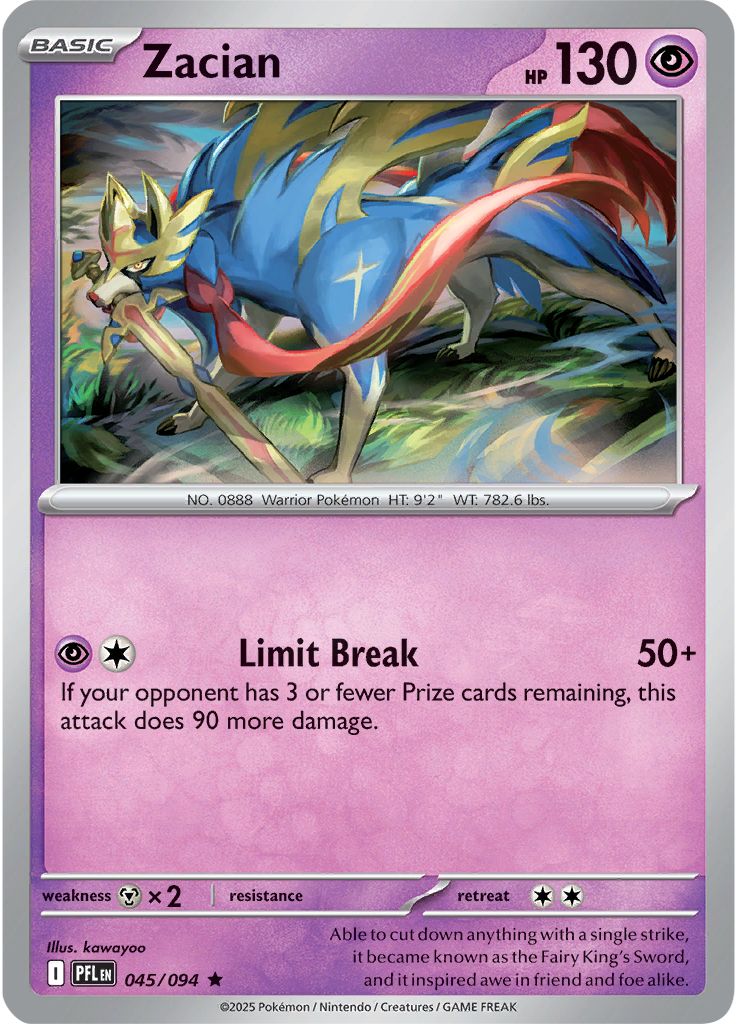 BASIC
Zacian
HP 130
NO. 0888 Warrior Pokémon HT: 9'2" WT: 782.6 lbs.
Limit Break 50+
If your opponent has 3 or fewer Prize cards remaining, this
attack does 90 more damage.
weakness ×2 resistance retreat
Illus. kawayoo
I PFL EN 045/094 ★
Able to cut down anything with a single strike,
it became known as the Fairy King's Sword,
and it inspired awe in friend and foe alike.
©2025 Pokémon / Nintendo / Creatures / GAME FREAK